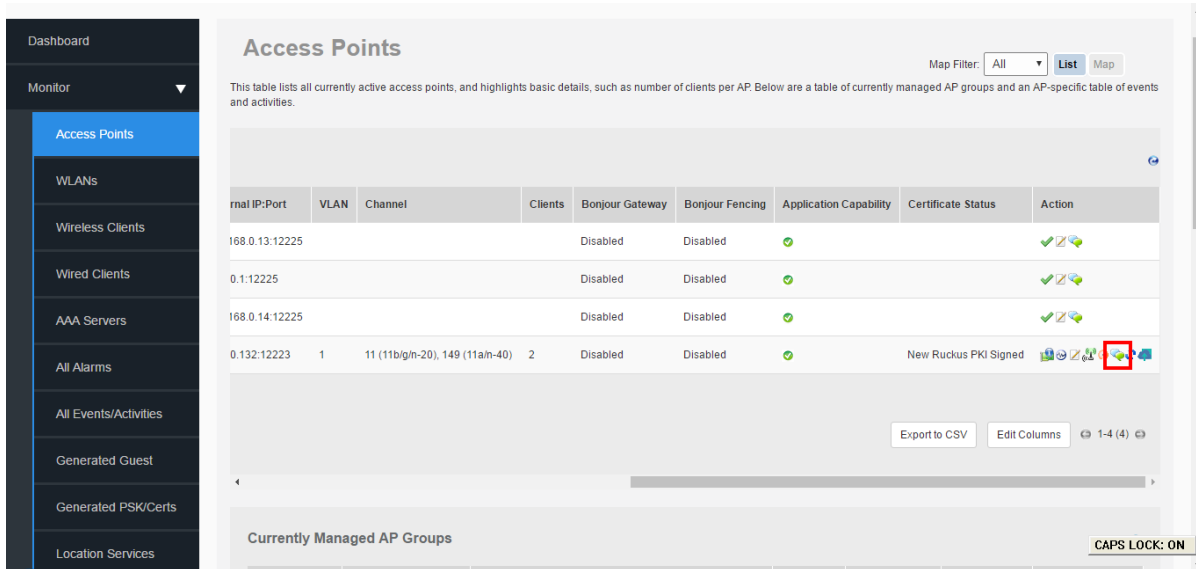 Dashboard
Monitor
Access Points
WLANs
Wireless Clients
Wired Clients
AAA Servers
All Alarms
All Events/Activities
Generated Guest
Generated PSK/Certs
Location Services
Access Points
Map Filter: All List Map
This table lists all currently active access points, and highlights basic details, such as number of clients per AP. Below are a table of currently managed AP groups and an AP-specific table of events
and activities.
rnal IP:Port VLAN Channel Clients Bonjour Gateway Bonjour Fencing Application Capability Certificate Status Action
168.0.13:12225 Disabled Disabled
0.1:12225 Disabled Disabled
168.0.14:12225 Disabled Disabled
0.132:12223 1 11 (11b/g/n-20), 149 (11a/n-40) 2 Disabled Disabled New Ruckus PKI Signed
Export to CSV Edit Columns 1-4 (4)
Currently Managed AP Groups
CAPS LOCK: ON